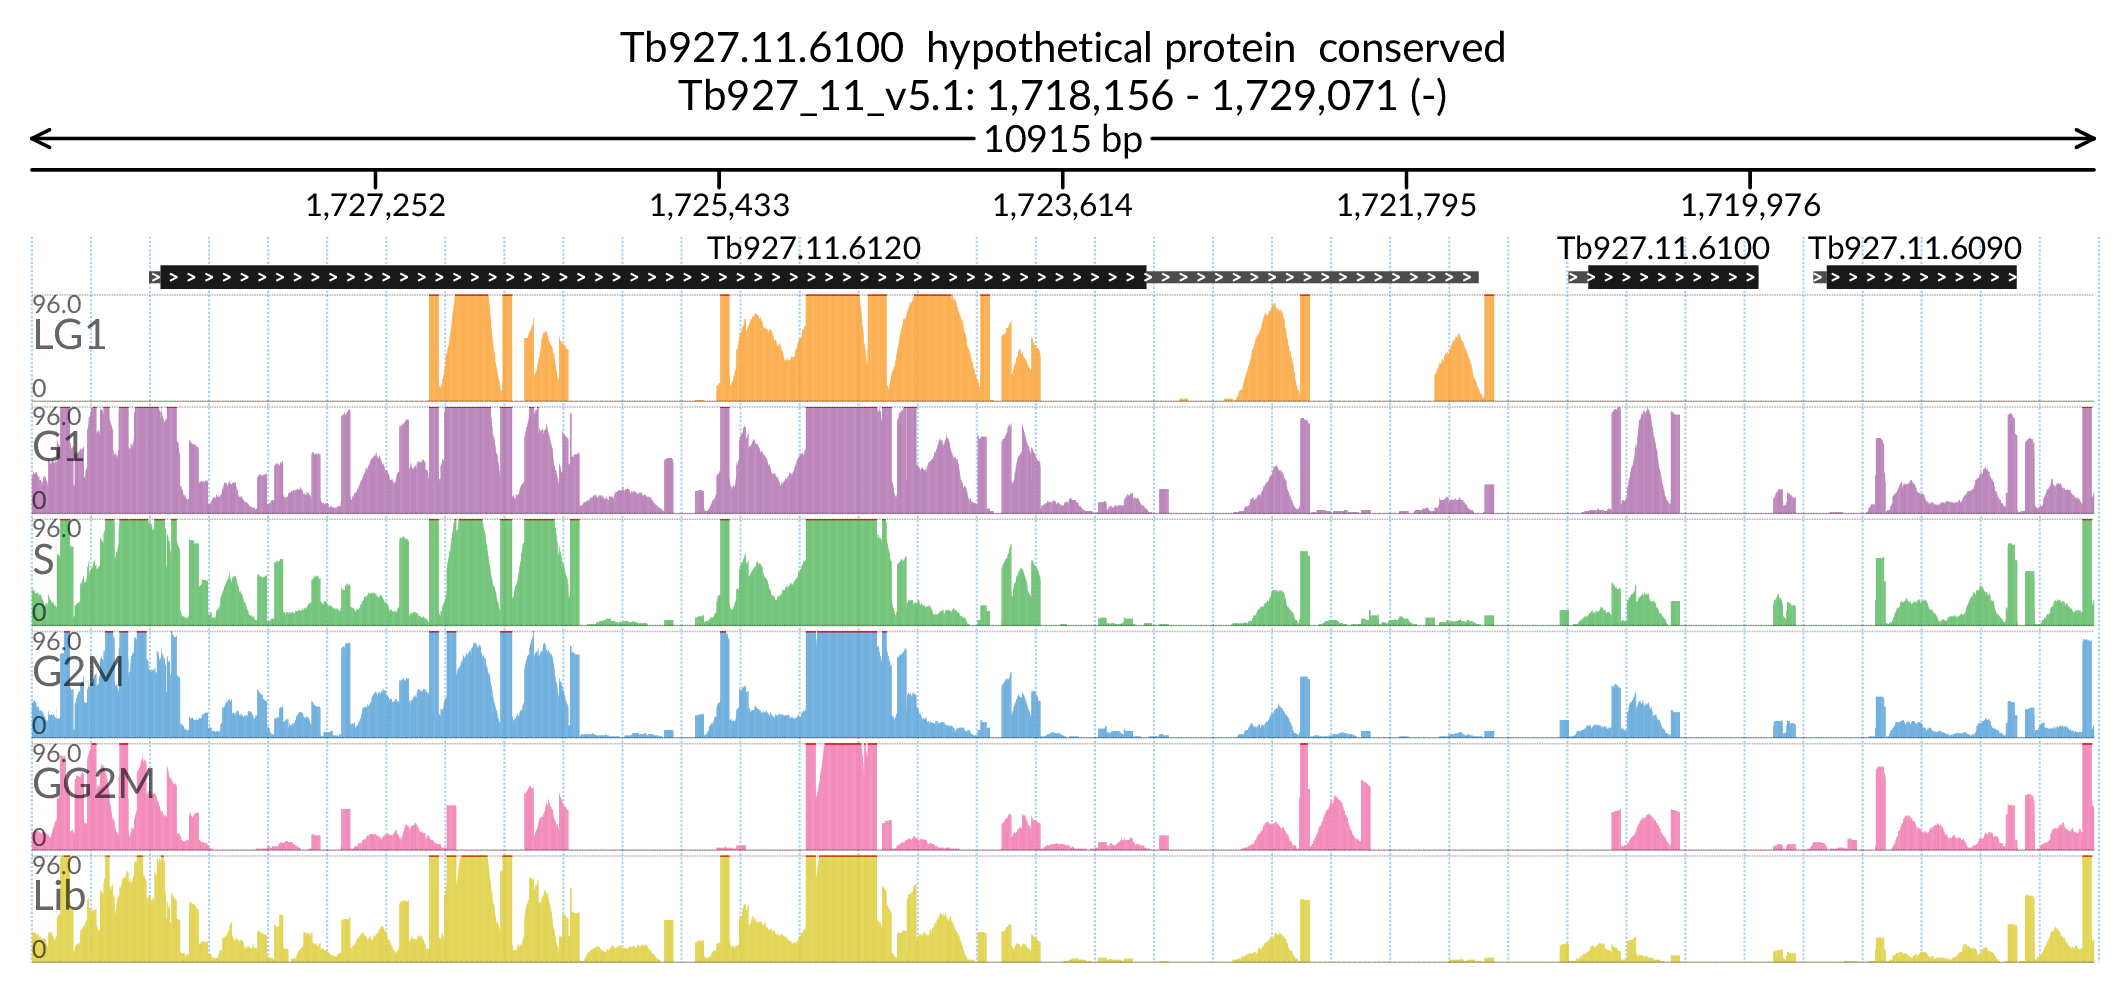 Tb927.11.6100 hypothetical protein conserved
Tb927_11_v5.1: 1,718,156 - 1,729,071 (-)
10915 bp
1,727,252 1,725,433 1,723,614 1,721,795 1,719,976
Tb927.11.6120 Tb927.11.6100 Tb927.11.6090
96.0
LG1
0
96.0
G1
0
96.0
S
0
96.0
G2M
0
96.0
GG2M
0
96.0
Lib
0